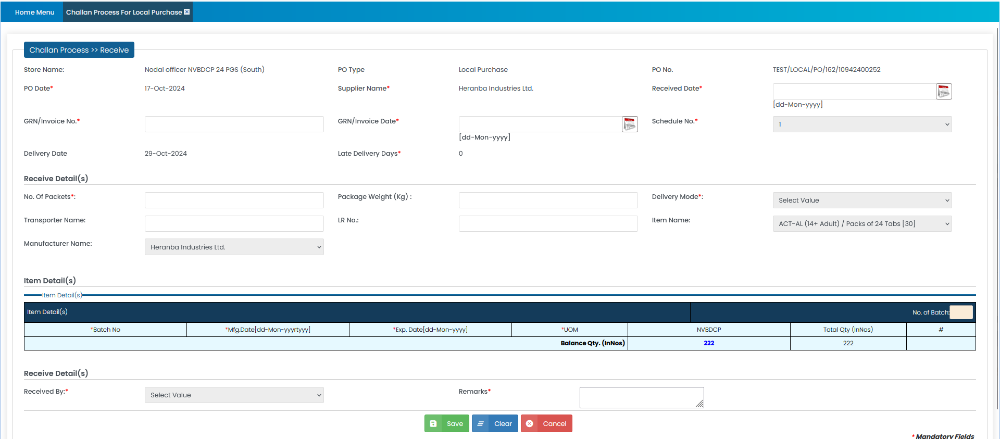 Home Menu Challan Process For Local Purchase
Challan Process >> Receive
Store Name: Nodal officer NVBDCP 24 PGS (South) PO Type Local Purchase PO No. TEST/LOCAL/PO/162/10942400252
PO Date* 17-Oct-2024 Supplier Name* Heranba Industries Ltd. Received Date*
[dd-Mon-yyyy]
GRN/Invoice No.* GRN/Invoice Date* Schedule No.* 1
[dd-Mon-yyyy]
Delivery Date 29-Oct-2024 Late Delivery Days* 0
Receive Detail(s)
No. Of Packets*: Package Weight (Kg) : Delivery Mode*: Select Value
Transporter Name: LR No.: Item Name: ACT-AL (14+ Adult) / Packs of 24 Tabs [30]
Manufacturer Name: Heranba Industries Ltd.
Item Detail(s)
Item Detail(s)
Item Detail(s) No. of Batch:
*Batch No *Mfg.Date[dd-Mon-yyyrtyyy] *Exp. Date[dd-Mon-yyyy] *UOM NVBDCP Total Qty (InNos) #
Balance Qty. (InNos) 222 222
Receive Detail(s)
Received By:* Select Value Remarks*
Save Clear Cancel
* Mandatory Fields